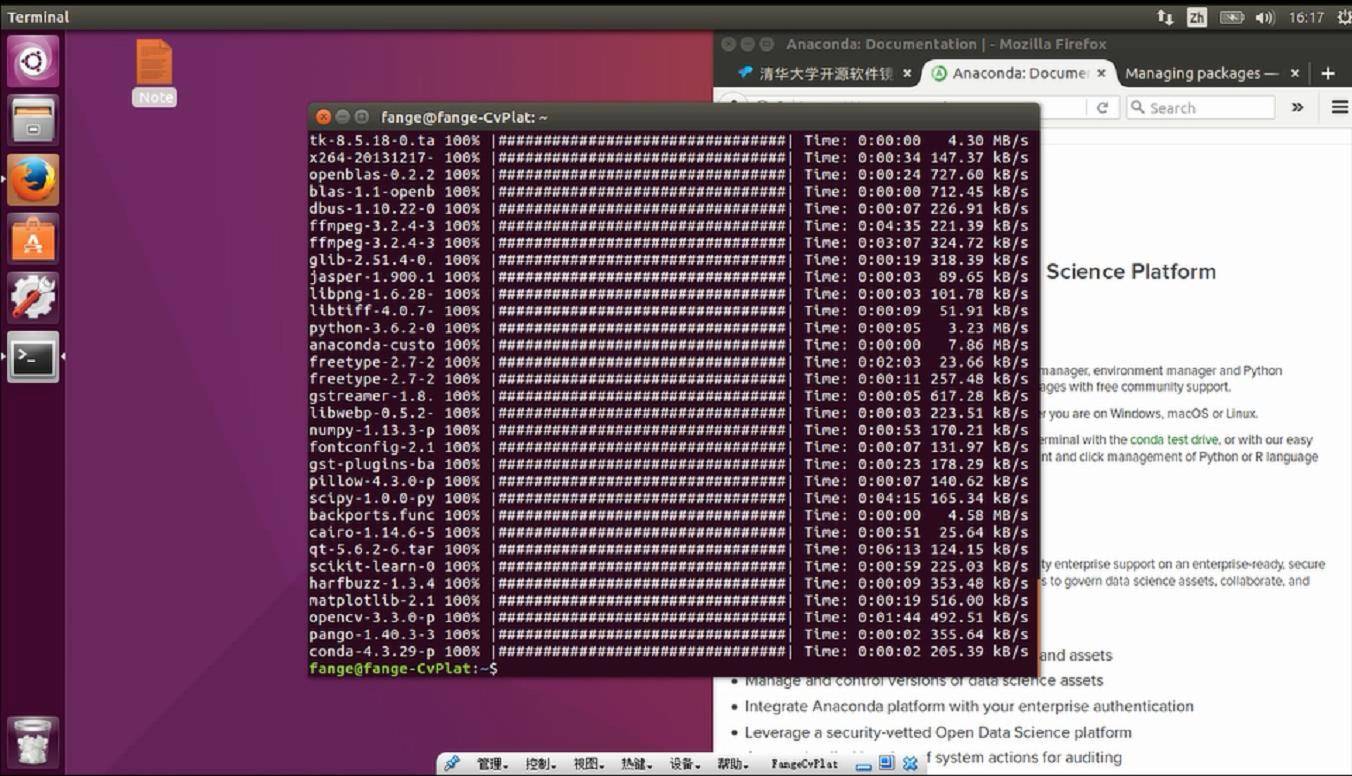 Terminal
Zh
16:17
Note
Anaconda: Documentation | - Mozilla Firefox
清华大学开源软件镜
Anaconda: Docume
Managing packages —
Search
fange@fange-CvPlat: ~
tk-8.5.18-0.ta 100% |################################| Time: 0:00:00 4.30 MB/s
x264-20131217- 100% |################################| Time: 0:00:34 147.37 kB/s
openblas-0.2.2 100% |################################| Time: 0:00:24 727.60 kB/s
blas-1.1-openb 100% |################################| Time: 0:00:00 712.45 kB/s
dbus-1.10.22-0 100% |################################| Time: 0:00:07 226.91 kB/s
ffmpeg-3.2.4-3 100% |################################| Time: 0:04:35 221.39 kB/s
ffmpeg-3.2.4-3 100% |################################| Time: 0:03:07 324.72 kB/s
glib-2.51.4-0. 100% |################################| Time: 0:00:19 318.39 kB/s
jasper-1.900.1 100% |################################| Time: 0:00:03 89.65 kB/s
libpng-1.6.28- 100% |################################| Time: 0:00:03 101.78 kB/s
libtiff-4.0.7- 100% |################################| Time: 0:00:09 51.91 kB/s
python-3.6.2-0 100% |################################| Time: 0:00:05 3.23 MB/s
anaconda-custo 100% |################################| Time: 0:00:00 7.86 MB/s
freetype-2.7-2 100% |################################| Time: 0:02:03 23.66 kB/s
freetype-2.7-2 100% |################################| Time: 0:00:11 257.48 kB/s
gstreamer-1.8. 100% |################################| Time: 0:00:05 617.28 kB/s
libwebp-0.5.2- 100% |################################| Time: 0:00:03 223.51 kB/s
numpy-1.13.3-p 100% |################################| Time: 0:00:53 170.21 kB/s
fontconfig-2.1 100% |################################| Time: 0:00:07 131.97 kB/s
gst-plugins-ba 100% |################################| Time: 0:00:23 178.29 kB/s
pillow-4.3.0-p 100% |################################| Time: 0:00:07 140.62 kB/s
scipy-1.0.0-py 100% |################################| Time: 0:04:15 165.34 kB/s
backports.func 100% |################################| Time: 0:00:00 4.58 MB/s
cairo-1.14.6-5 100% |################################| Time: 0:00:51 25.64 kB/s
qt-5.6.2-6.tar 100% |################################| Time: 0:06:13 124.15 kB/s
scikit-learn-0 100% |################################| Time: 0:00:59 225.03 kB/s
harfbuzz-1.3.4 100% |################################| Time: 0:00:09 353.48 kB/s
matplotlib-2.1 100% |################################| Time: 0:00:19 516.00 kB/s
opencv-3.3.0-p 100% |################################| Time: 0:01:44 492.51 kB/s
pango-1.40.3-3 100% |################################| Time: 0:00:02 355.64 kB/s
conda-4.3.29-p 100% |################################| Time: 0:00:02 205.39 kB/s
fange@fange-CvPlat:~$
Science Platform
manager, environment manager and Python
ages with free community support.
you are on Windows, macOS or Linux.
erminal with the conda test drive, or with our easy
nt and click management of Python or R language
ty enterprise support on an enterprise-ready, secure
s to govern data science assets, collaborate, and
and assets
• Manage and control versions of data science assets
• Integrate Anaconda platform with your enterprise authentication
• Leverage a security-vetted Open Data Science platform
of system actions for auditing
管理 控制 视图 热键 设备 帮助 FangeCvPlat